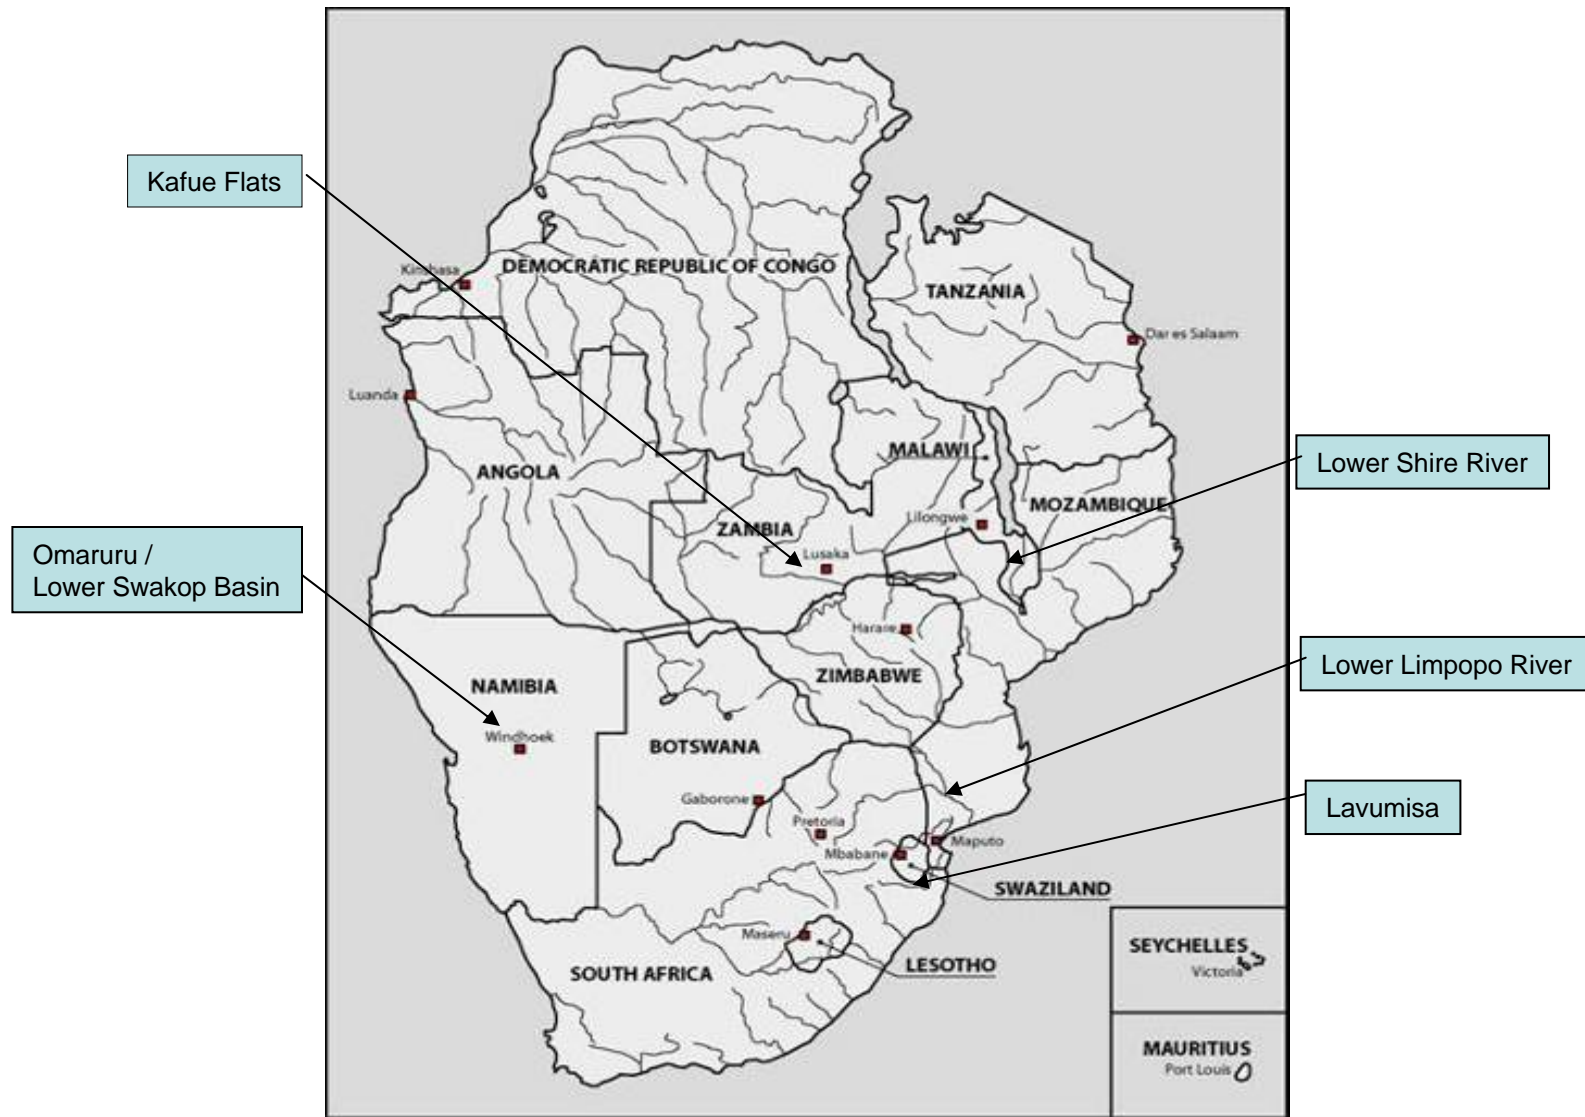 Kafue Flats
Kinshasa
DEMOCRATIC REPUBLIC OF CONGO
TANZANIA
Dar es Salaam
Luanda
ANGOLA
MALAWI
Lower Shire River
MOZAMBIQUE
ZAMBIA
Lilongwe
Lusaka
Omaruru /
Lower Swakop Basin
Harare
Lower Limpopo River
NAMIBIA
ZIMBABWE
Windhoek
BOTSWANA
Gaborone
Lavumisa
Pretoria
Maputo
Mbabane
SWAZILAND
Maseru
LESOTHO
SOUTH AFRICA
SEYCHELLES
Victoria
MAURITIUS
Port Louis